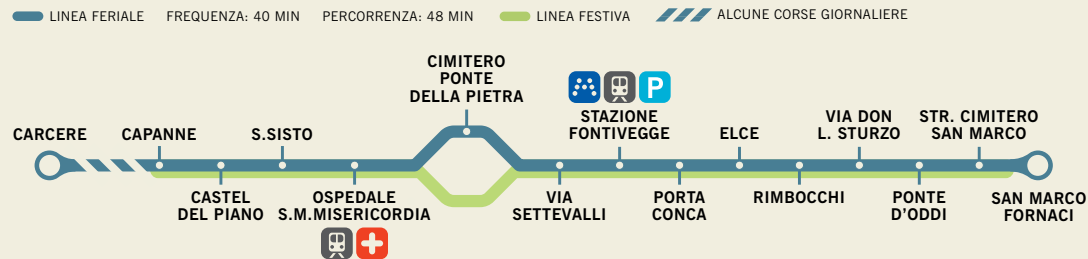 LINEA FERIALE FREQUENZA: 40 MIN PERCORRENZA: 48 MIN LINEA FESTIVA ALCUNE CORSE GIORNALIERE
CARCERE
CAPANNE
CASTEL
DEL PIANO
S.SISTO
OSPEDALE
S.M.MISERICORDIA
CIMITERO
PONTE
DELLA PIETRA
VIA
SETTEVALLI
P
STAZIONE
FONTIVEGGE
PORTA
CONCA
ELCE
RIMBOCCHI
VIA DON
L. STURZO
PONTE
D'ODDI
STR. CIMITERO
SAN MARCO
SAN MARCO
FORNACI